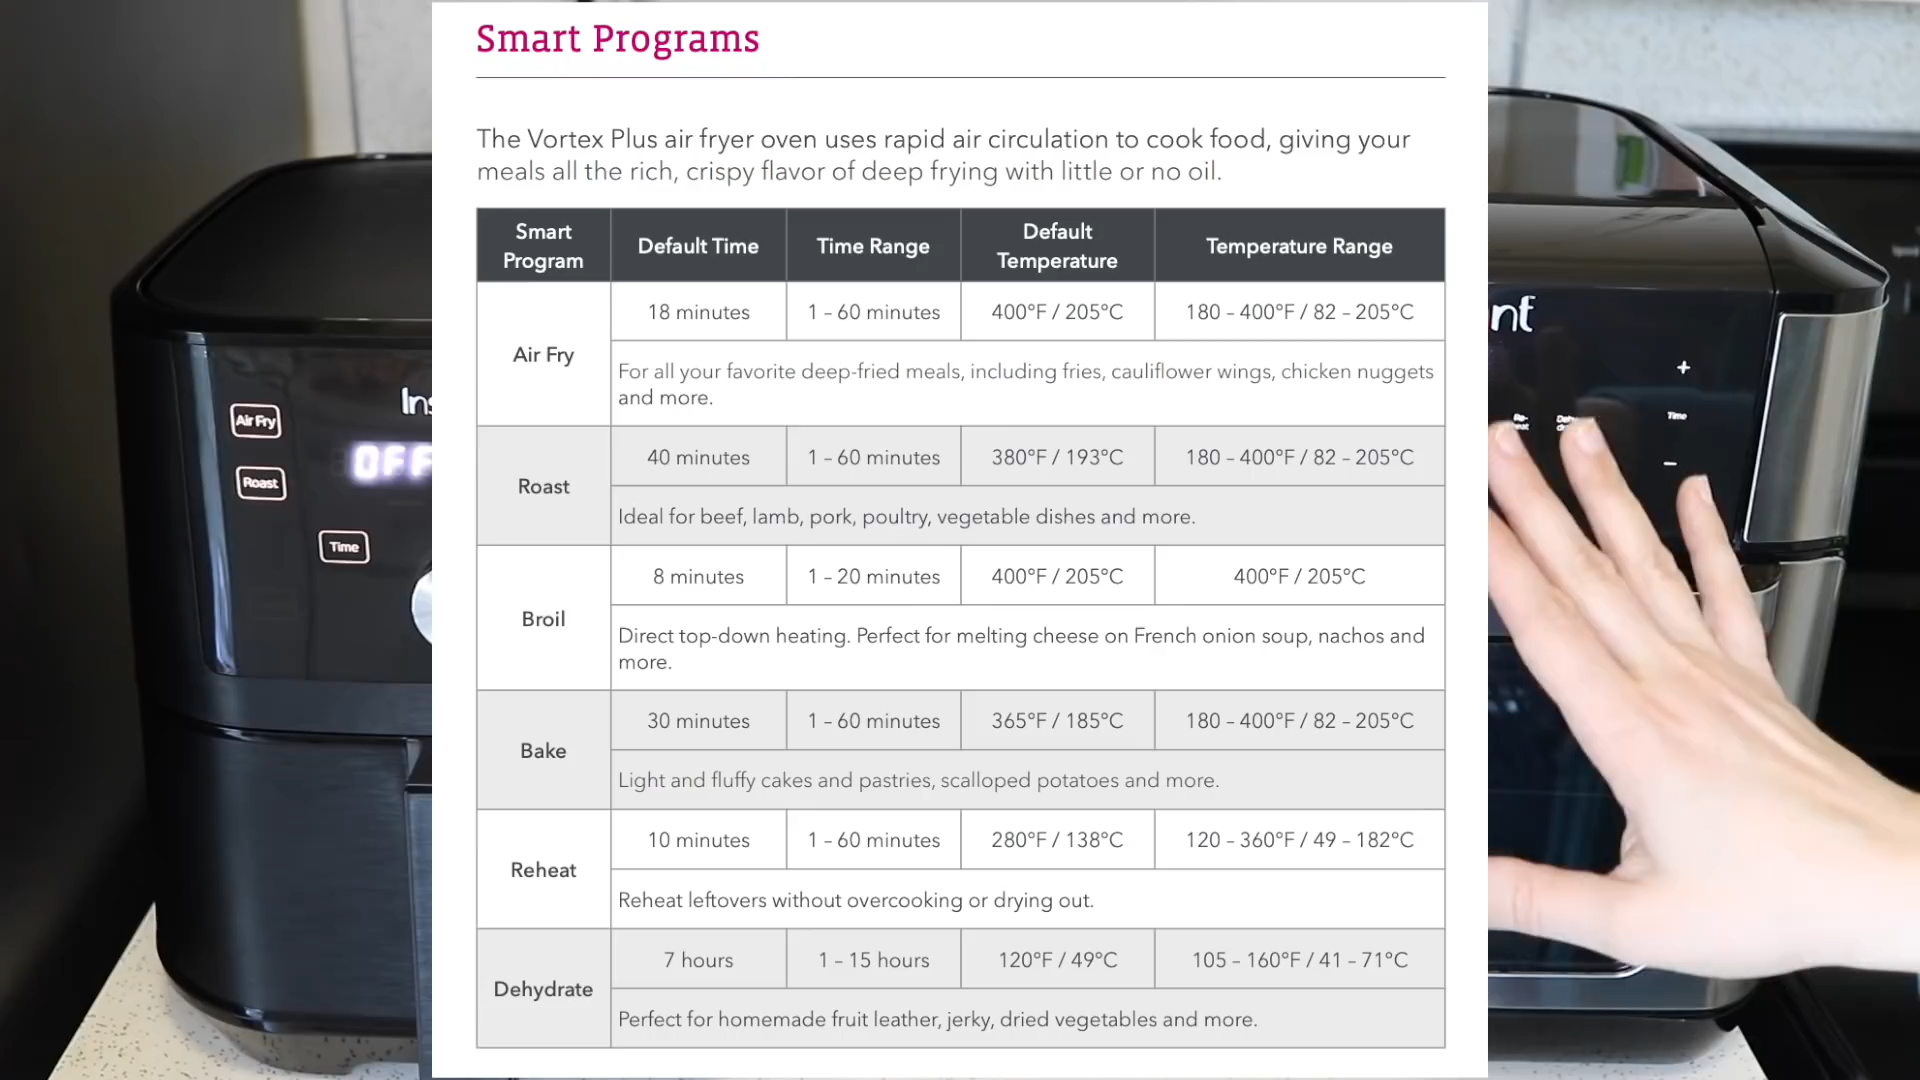 Smart Programs
The Vortex Plus air fryer oven uses rapid air circulation to cook food, giving your
meals all the rich, crispy flavor of deep frying with little or no oil.
Smart Program Default Time Time Range Default Temperature Temperature Range
Air Fry
18 minutes 1 – 60 minutes 400°F / 205°C 180 – 400°F / 82 – 205°C
For all your favorite deep-fried meals, including fries, cauliflower wings, chicken nuggets
and more.
Roast
40 minutes 1 – 60 minutes 380°F / 193°C 180 – 400°F / 82 – 205°C
Ideal for beef, lamb, pork, poultry, vegetable dishes and more.
Broil
8 minutes 1 – 20 minutes 400°F / 205°C 400°F / 205°C
Direct top-down heating. Perfect for melting cheese on French onion soup, nachos and
more.
Bake
30 minutes 1 – 60 minutes 365°F / 185°C 180 – 400°F / 82 – 205°C
Light and fluffy cakes and pastries, scalloped potatoes and more.
Reheat
10 minutes 1 – 60 minutes 280°F / 138°C 120 – 360°F / 49 – 182°C
Reheat leftovers without overcooking or drying out.
Dehydrate
7 hours 1 – 15 hours 120°F / 49°C 105 – 160°F / 41 – 71°C
Perfect for homemade fruit leather, jerky, dried vegetables and more.
Ins
Air Fry
OFF
Roast
Time
nt
+
Time
–